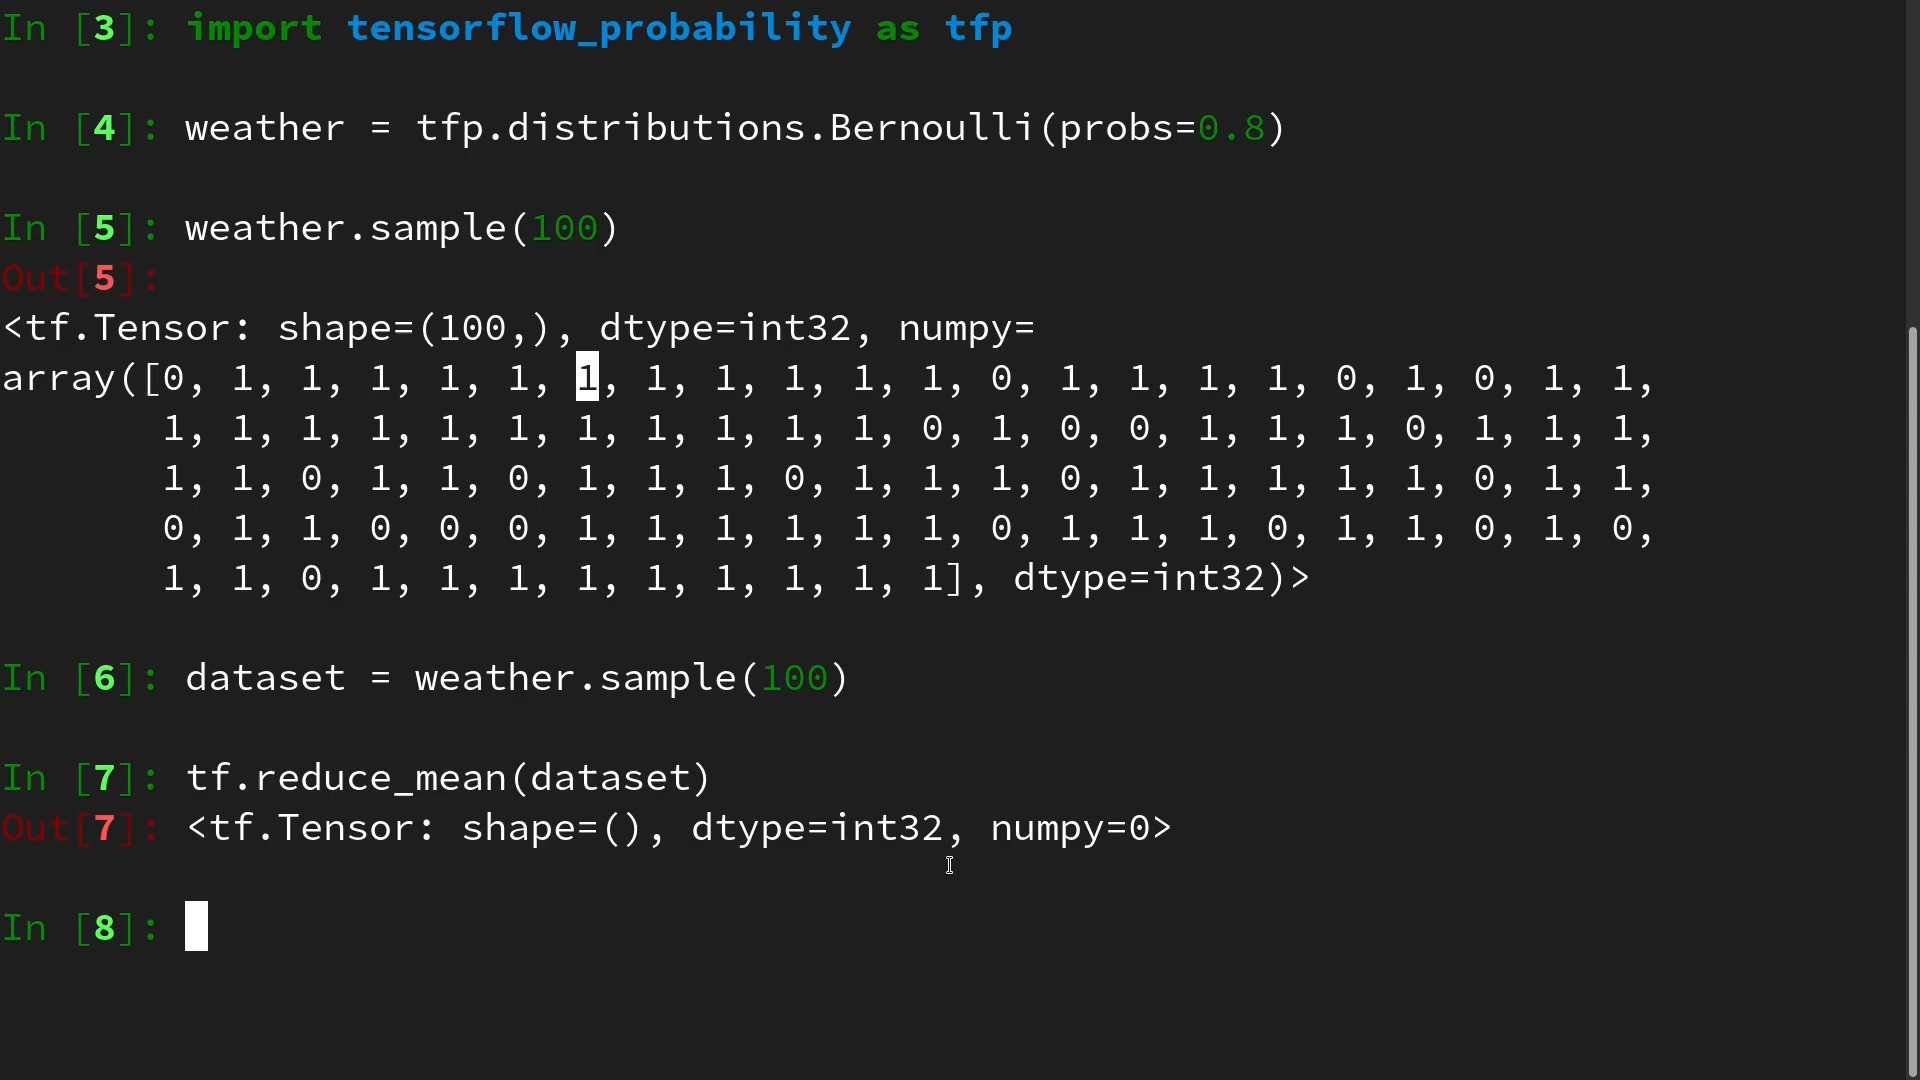 In [3]: import tensorflow_probability as tfp
In [4]: weather = tfp.distributions.Bernoulli(probs=0.8)
In [5]: weather.sample(100)
Out[5]:
<tf.Tensor: shape=(100,), dtype=int32, numpy=
array([0, 1, 1, 1, 1, 1, 1, 1, 1, 1, 1, 1, 0, 1, 1, 1, 1, 0, 1, 0, 1, 1,
       1, 1, 1, 1, 1, 1, 1, 1, 1, 1, 1, 0, 1, 0, 0, 1, 1, 1, 0, 1, 1, 1,
       1, 1, 0, 1, 1, 0, 1, 1, 1, 0, 1, 1, 1, 0, 1, 1, 1, 1, 1, 0, 1, 1,
       0, 1, 1, 0, 0, 0, 1, 1, 1, 1, 1, 1, 0, 1, 1, 1, 0, 1, 1, 0, 1, 0,
       1, 1, 0, 1, 1, 1, 1, 1, 1, 1, 1, 1], dtype=int32)>
In [6]: dataset = weather.sample(100)
In [7]: tf.reduce_mean(dataset)
Out[7]: <tf.Tensor: shape=(), dtype=int32, numpy=0>
In [8]: